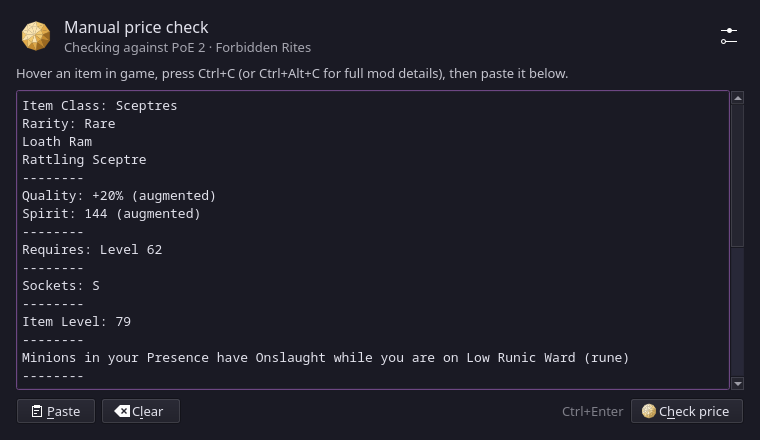 Manual price check
Checking against PoE 2 · Forbidden Rites
Hover an item in game, press Ctrl+C (or Ctrl+Alt+C for full mod details), then paste it below.
Item Class: Sceptres
Rarity: Rare
Loath Ram
Rattling Sceptre
--------
Quality: +20% (augmented)
Spirit: 144 (augmented)
--------
Requires: Level 62
--------
Sockets: S
--------
Item Level: 79
--------
Minions in your Presence have Onslaught while you are on Low Runic Ward (rune)
--------
Paste
Clear
Ctrl+Enter
Check price